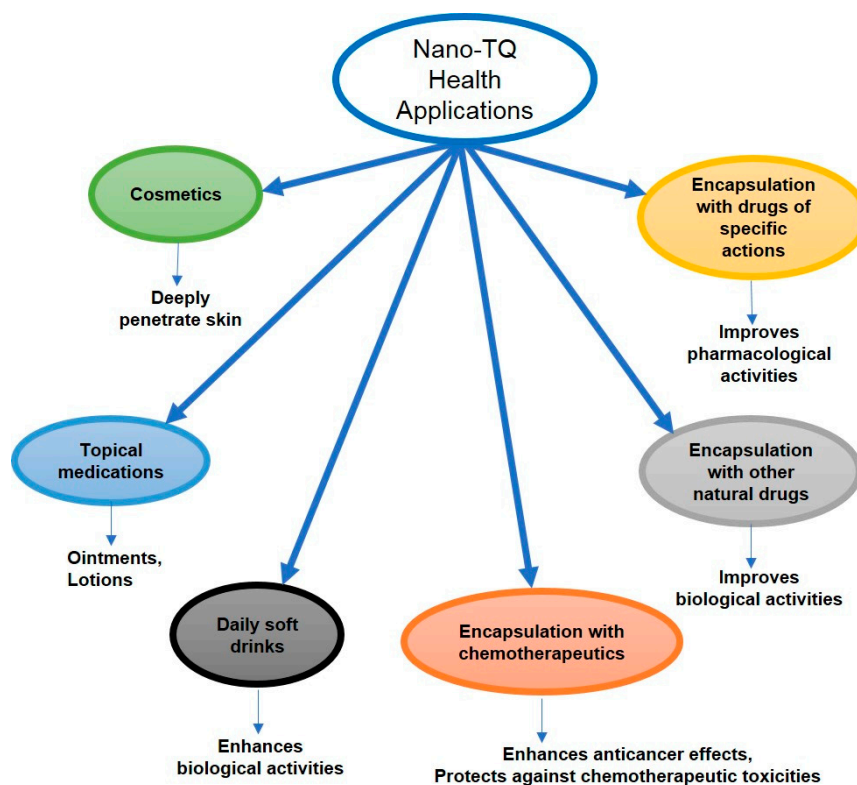 Nano-TQ
Health
Applications
Cosmetics
Deeply
penetrate skin
Encapsulation
with drugs of
specific
actions
Improves
pharmacological
activities
Topical
medications
Ointments,
Lotions
Encapsulation
with other
natural drugs
Improves
biological activities
Daily soft
drinks
Enhances
biological activities
Encapsulation with
chemotherapeutics
Enhances anticancer effects,
Protects against chemotherapeutic toxicities